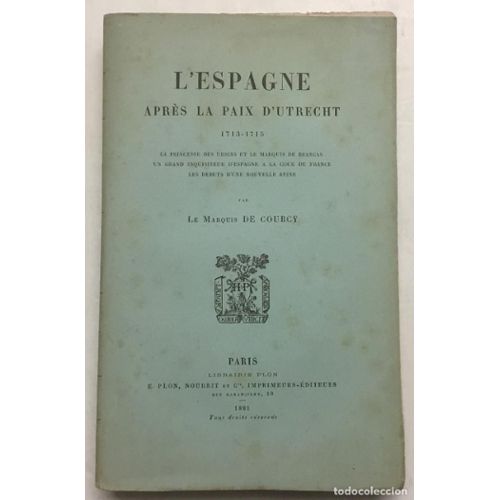 L'ESPAGNE
APRÈS LA PAIX D'UTRECHT
1713-1715
LA PRINCESSE DES URSINS ET LE MARQUIS DE BRANCAS
UN GRAND INQUISITEUR D'ESPAGNE A LA COUR DE FRANCE
LES DÉBUTS D'UNE NOUVELLE REINE
PAR
LE MARQUIS DE COURCY
PARIS
LIBRAIRIE PLON
E. PLON, NOURRIT ET Cie, IMPRIMEURS-ÉDITEURS
RUE GARANCIÈRE, 10
1891
Tous droits réservés
todocoleccion